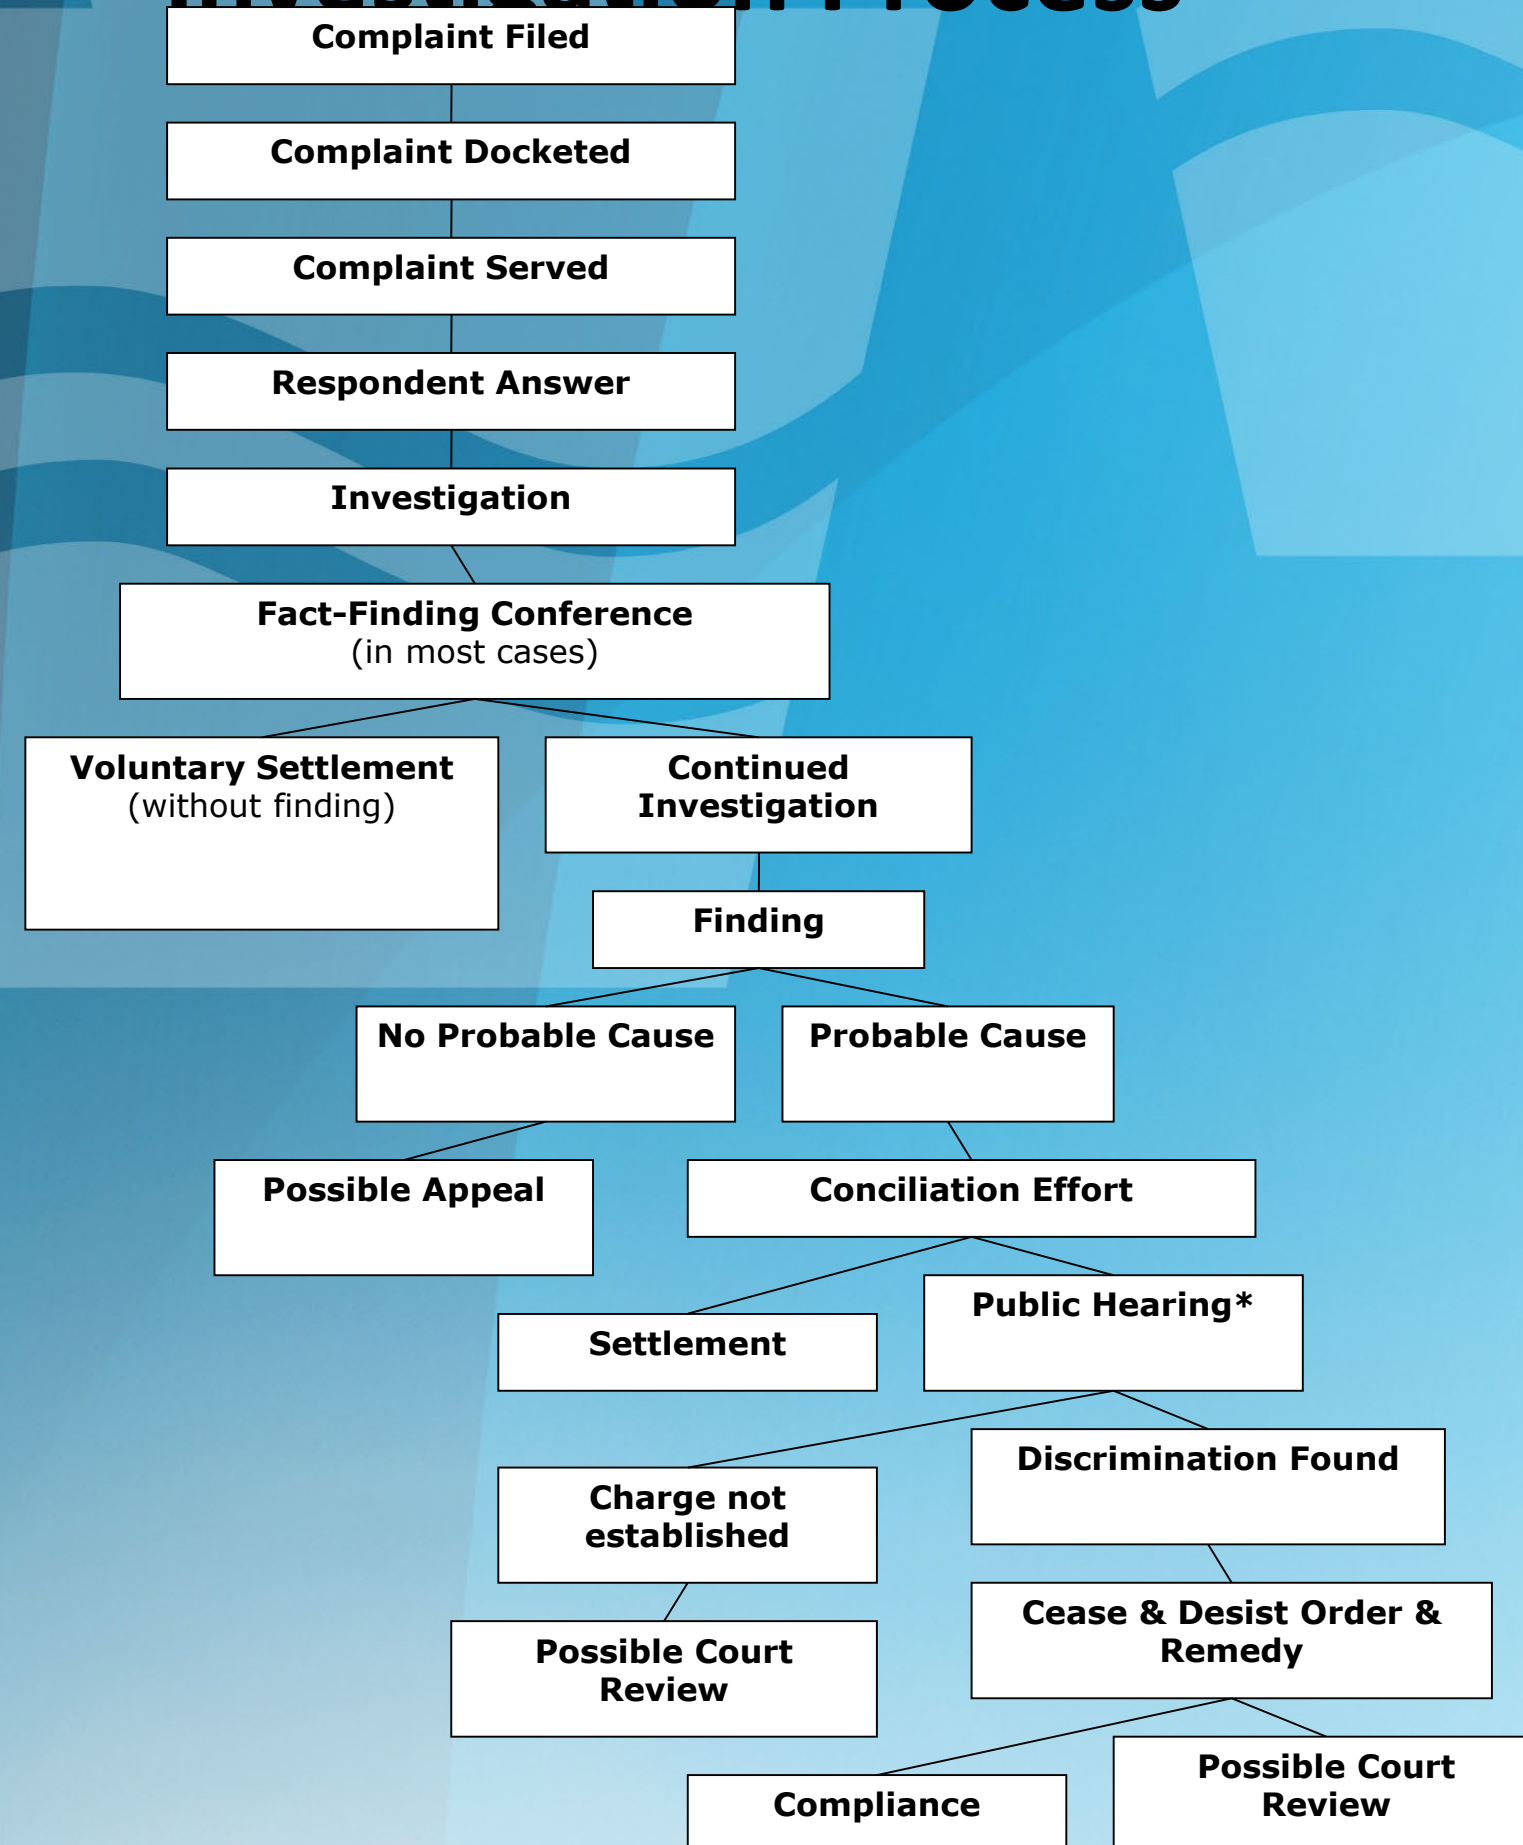 Investigation Process
Complaint Filed
Complaint Docketed
Complaint Served
Respondent Answer
Investigation
Fact-Finding Conference
(in most cases)
Voluntary Settlement
(without finding)
Continued
Investigation
Finding
No Probable Cause
Probable Cause
Possible Appeal
Conciliation Effort
Public Hearing*
Settlement
Discrimination Found
Charge not
established
Cease & Desist Order &
Remedy
Possible Court
Review
Possible Court
Review
Compliance